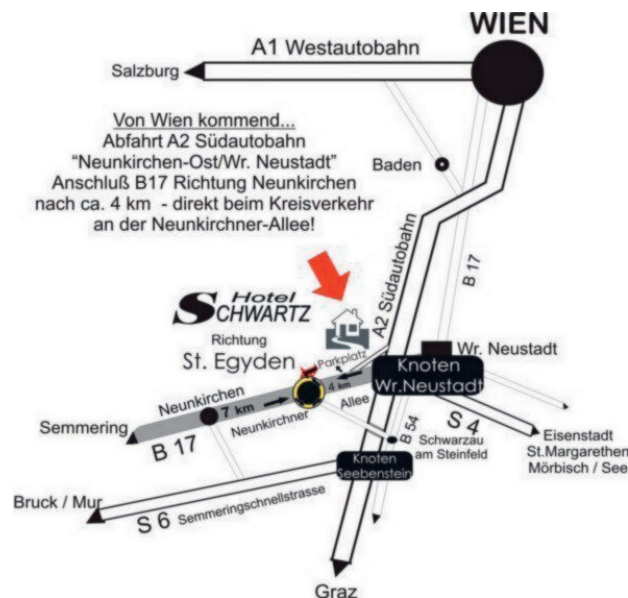 WIEN
A1 Westautobahn
Salzburg
Von Wien kommend...
Abfahrt A2 Südautobahn
"Neunkirchen-Ost/Wr. Neustadt"
Anschluß B17 Richtung Neunkirchen
nach ca. 4 km - direkt beim Kreisverkehr
an der Neunkirchner-Allee!
Baden
B 17
A2 Südautobahn
Hotel
SCHWARTZ
Richtung
St. Egyden
Parkplatz
Wr. Neustadt
Knoten
Wr.Neustadt
4 km
Neunkirchen
7 km
Neunkirchner
Allee
Semmering
B 17
B 54
S 4
Schwarzau
am Steinfeld
Eisenstadt
St.Margarethen
Mörbisch / See
Knoten
Seebenstein
Bruck / Mur
S 6 Semmeringschnellstrasse
Graz